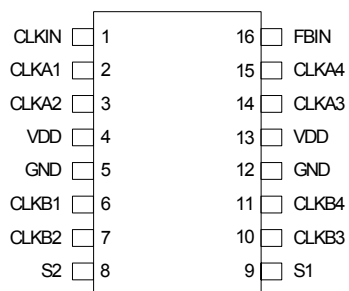 CLKIN 1 16 FBIN
CLKA1 2 15 CLKA4
CLKA2 3 14 CLKA3
VDD 4 13 VDD
GND 5 12 GND
CLKB1 6 11 CLKB4
CLKB2 7 10 CLKB3
S2 8 9 S1